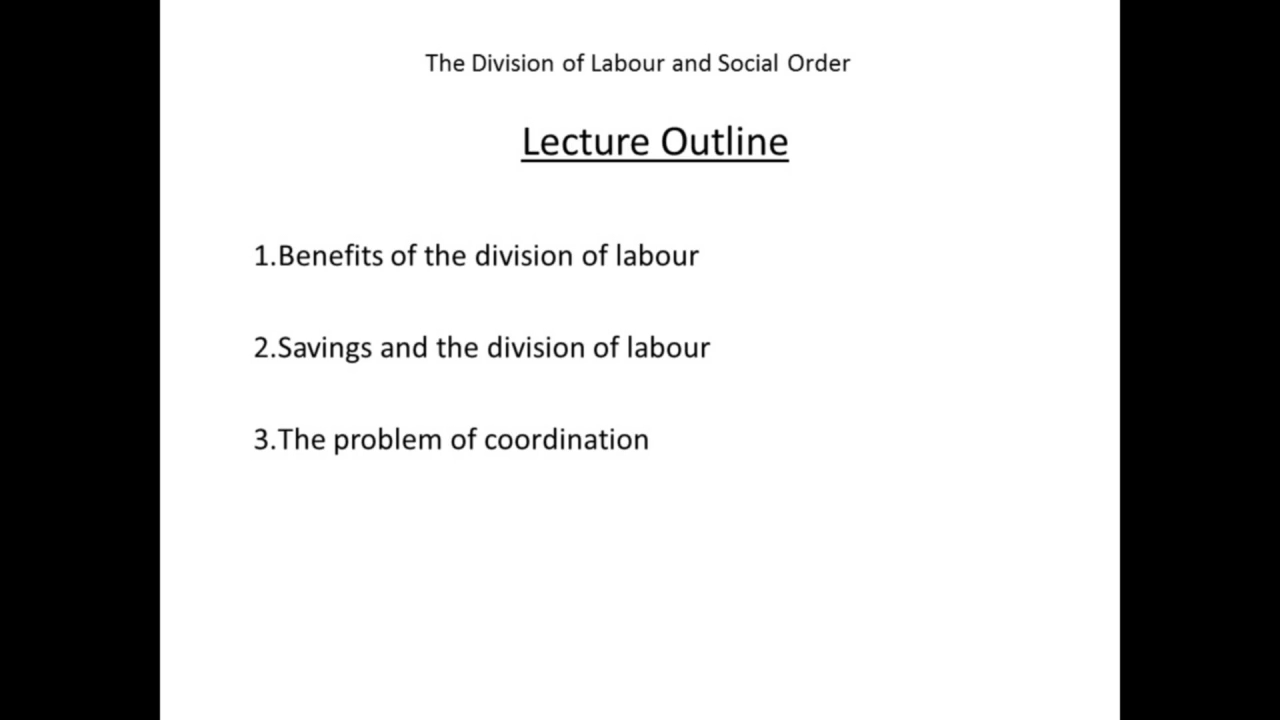 The Division of Labour and Social Order
Lecture Outline
1.Benefits of the division of labour
2.Savings and the division of labour
3.The problem of coordination